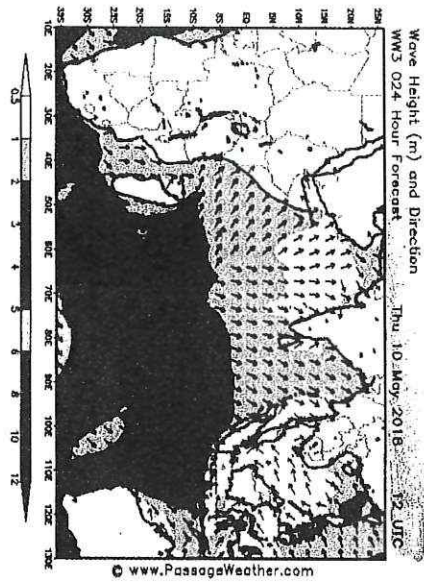 Wave Height (m) and Direction
WW3 024 Hour Forecast Thu 10 May 2018 12 UTC
25N
20N
15N
10N
5N
EQ
5S
10S
15S
20S
25S
30S
35S
10E
20E
30E
40E
50E
60E
70E
80E
90E
100E
110E
120E
130E
0.5
1
2
3
4
5
6
8
10
12
© www.PassageWeather.com